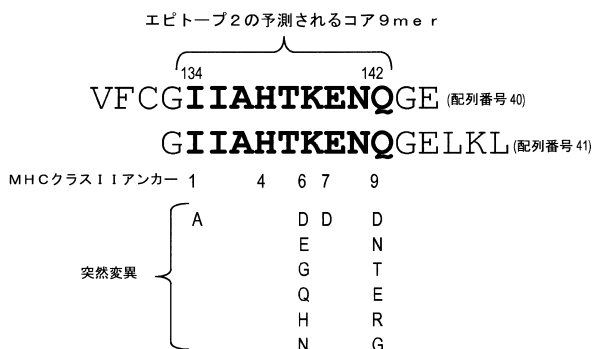 エピトープ2の予測されるコア9mer
134 142
VFCGIIAHTKENQGE (配列番号40)
GIIAHTKENQGELKL (配列番号41)
MHCクラスIIアンカー 1 4 6 7 9
A D D D
E N
突然変異 G T
Q E
H R
N G